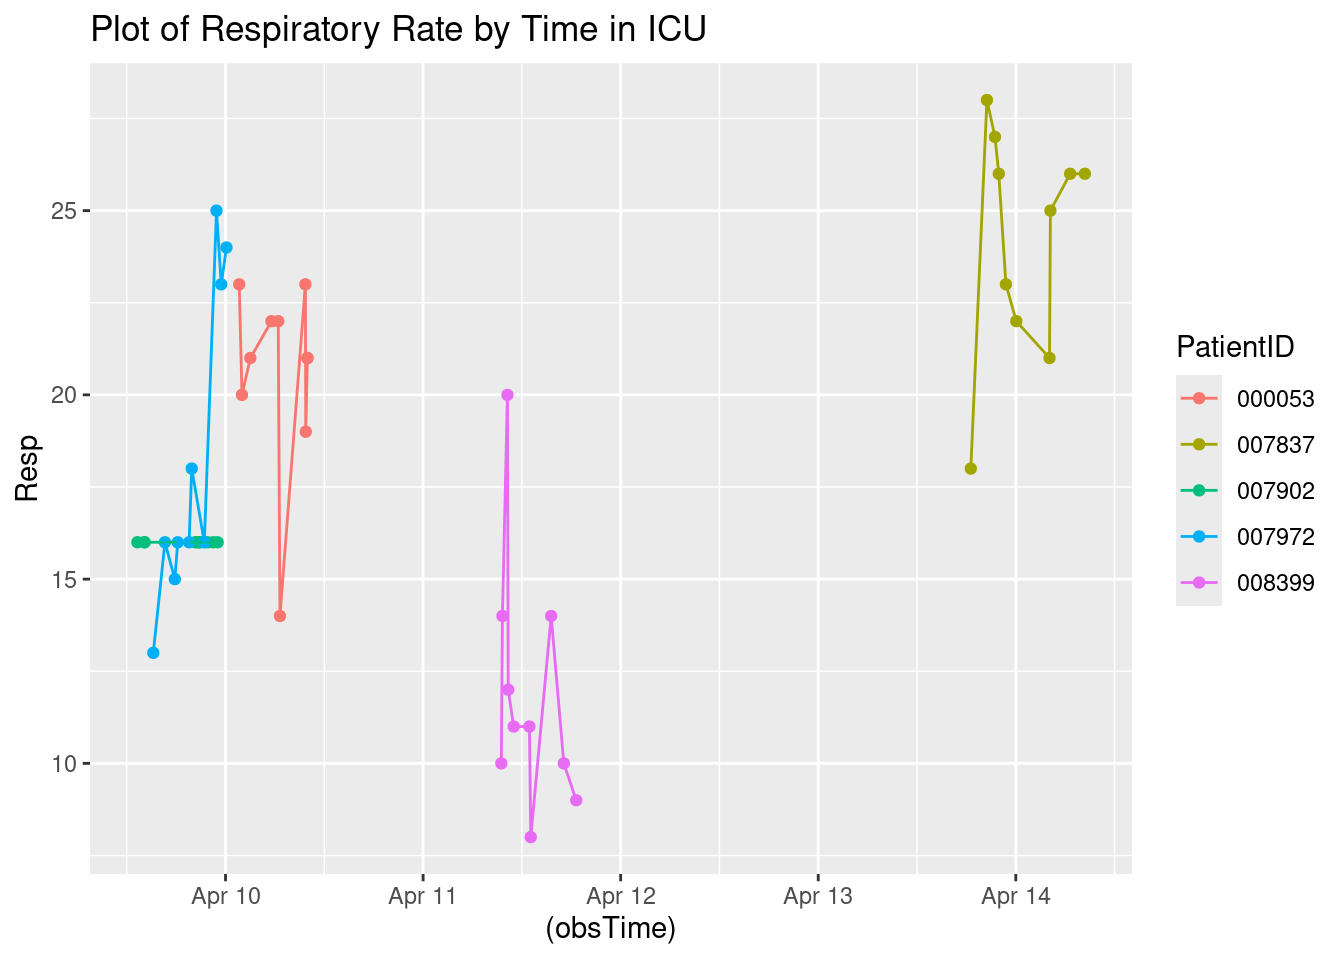 Plot of Respiratory Rate by Time in ICU
Resp
25
20
15
10
Apr 10
Apr 11
Apr 12
Apr 13
Apr 14
(obsTime)
PatientID
000053
007837
007902
007972
008399